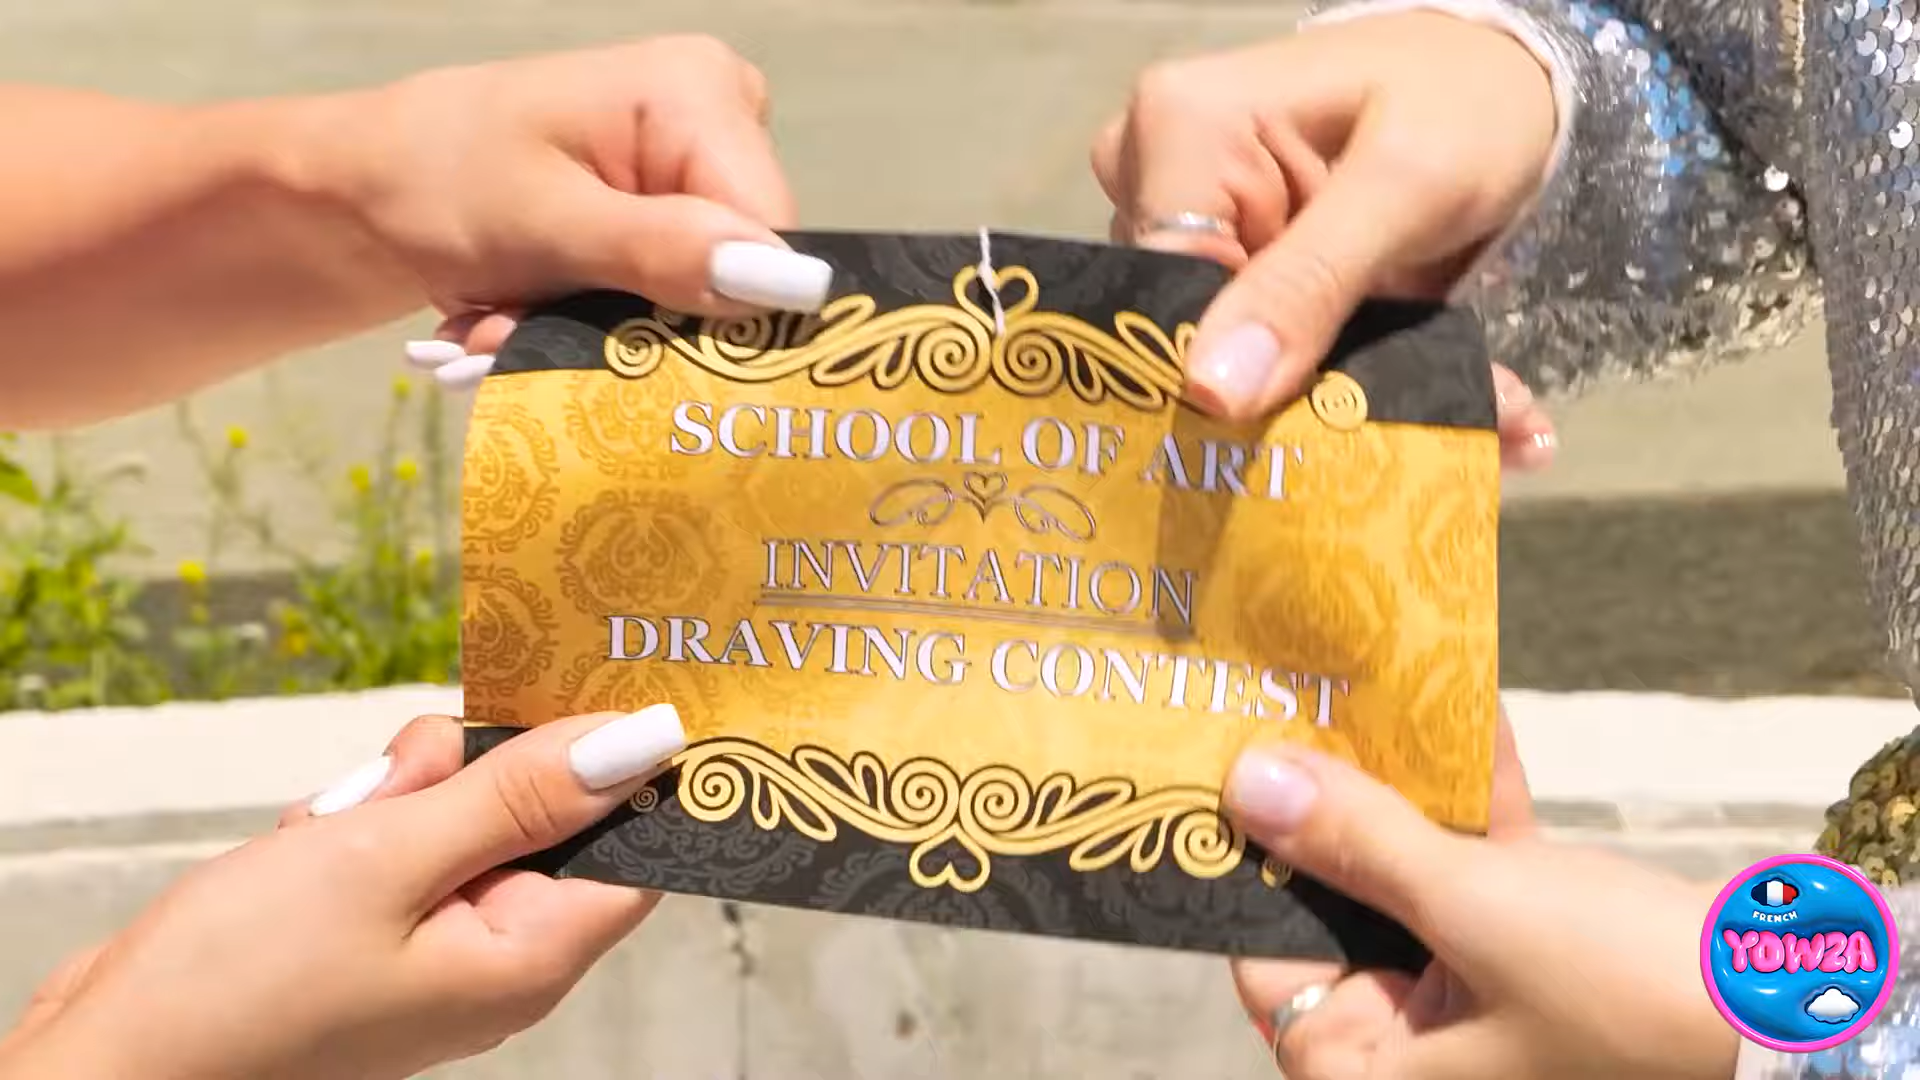 SCHOOL OF ART
INVITATION
DRAVING CONTEST
FRENCH
YOWZA